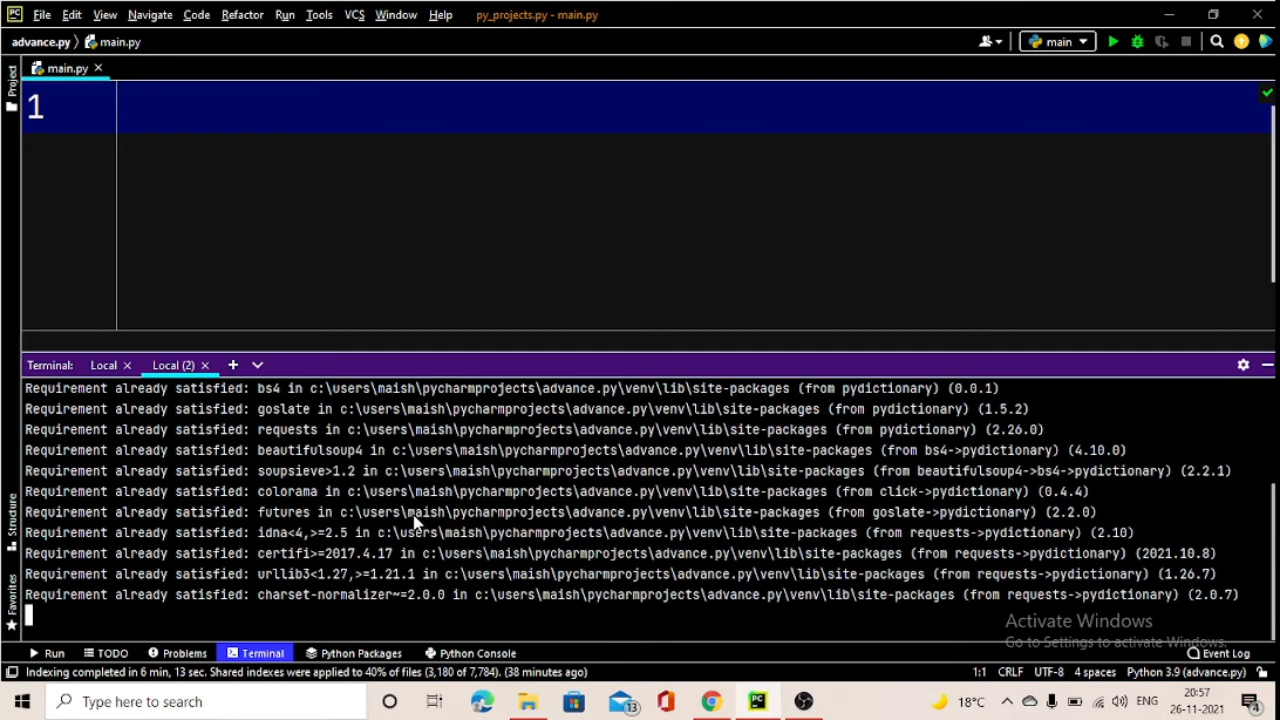 File Edit View Navigate Code Refactor Run Tools VCS Window Help py_projects.py - main.py
advance.py main.py main
Project
main.py
1
Terminal: Local Local (2)
Requirement already satisfied: bs4 in c:\users\maish\pycharmprojects\advance.py\venv\lib\site-packages (from pydictionary) (0.0.1)
Requirement already satisfied: goslate in c:\users\maish\pycharmprojects\advance.py\venv\lib\site-packages (from pydictionary) (1.5.2)
Requirement already satisfied: requests in c:\users\maish\pycharmprojects\advance.py\venv\lib\site-packages (from pydictionary) (2.26.0)
Requirement already satisfied: beautifulsoup4 in c:\users\maish\pycharmprojects\advance.py\venv\lib\site-packages (from bs4->pydictionary) (4.10.0)
Requirement already satisfied: soupsieve>1.2 in c:\users\maish\pycharmprojects\advance.py\venv\lib\site-packages (from beautifulsoup4->bs4->pydictionary) (2.2.1)
Requirement already satisfied: colorama in c:\users\maish\pycharmprojects\advance.py\venv\lib\site-packages (from click->pydictionary) (0.4.4)
Requirement already satisfied: futures in c:\users\maish\pycharmprojects\advance.py\venv\lib\site-packages (from goslate->pydictionary) (2.2.0)
Requirement already satisfied: idna<4,>=2.5 in c:\users\maish\pycharmprojects\advance.py\venv\lib\site-packages (from requests->pydictionary) (2.10)
Requirement already satisfied: certifi>=2017.4.17 in c:\users\maish\pycharmprojects\advance.py\venv\lib\site-packages (from requests->pydictionary) (2021.10.8)
Requirement already satisfied: urllib3<1.27,>=1.21.1 in c:\users\maish\pycharmprojects\advance.py\venv\lib\site-packages (from requests->pydictionary) (1.26.7)
Requirement already satisfied: charset-normalizer~=2.0.0 in c:\users\maish\pycharmprojects\advance.py\venv\lib\site-packages (from requests->pydictionary) (2.0.7)
Structure
Favorites
Activate Windows
Go to Settings to activate Windows.
Run TODO Problems Terminal Python Packages Python Console Event Log
Indexing completed in 6 min, 13 sec. Shared indexes were applied to 40% of files (3,180 of 7,784). (38 minutes ago) 1:1 CRLF UTF-8 4 spaces Python 3.9 (advance.py)
Type here to search 13 18°C ENG 20:57
26-11-2021 4